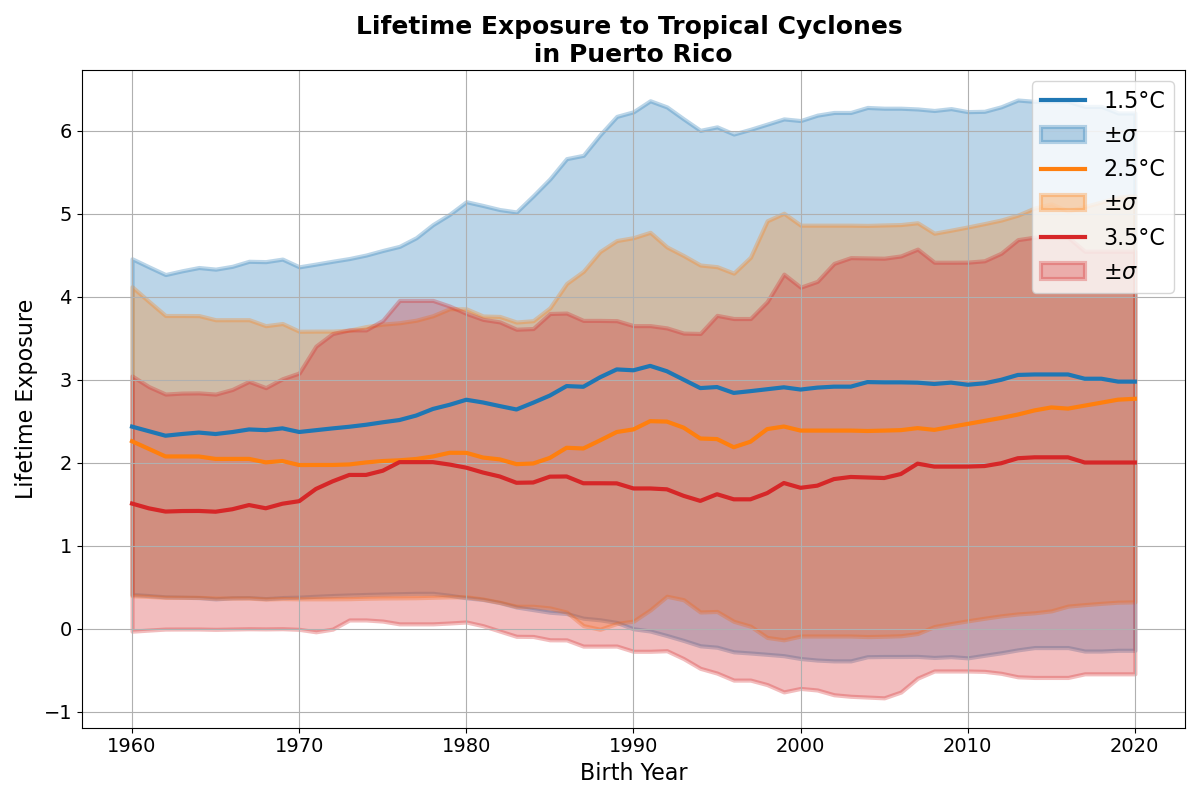 Lifetime Exposure to Tropical Cyclones
in Puerto Rico
1.5°C
±σ
2.5°C
±σ
3.5°C
±σ
Lifetime Exposure
6
5
4
3
2
1
0
−1
1960 1970 1980 1990 2000 2010 2020
Birth Year